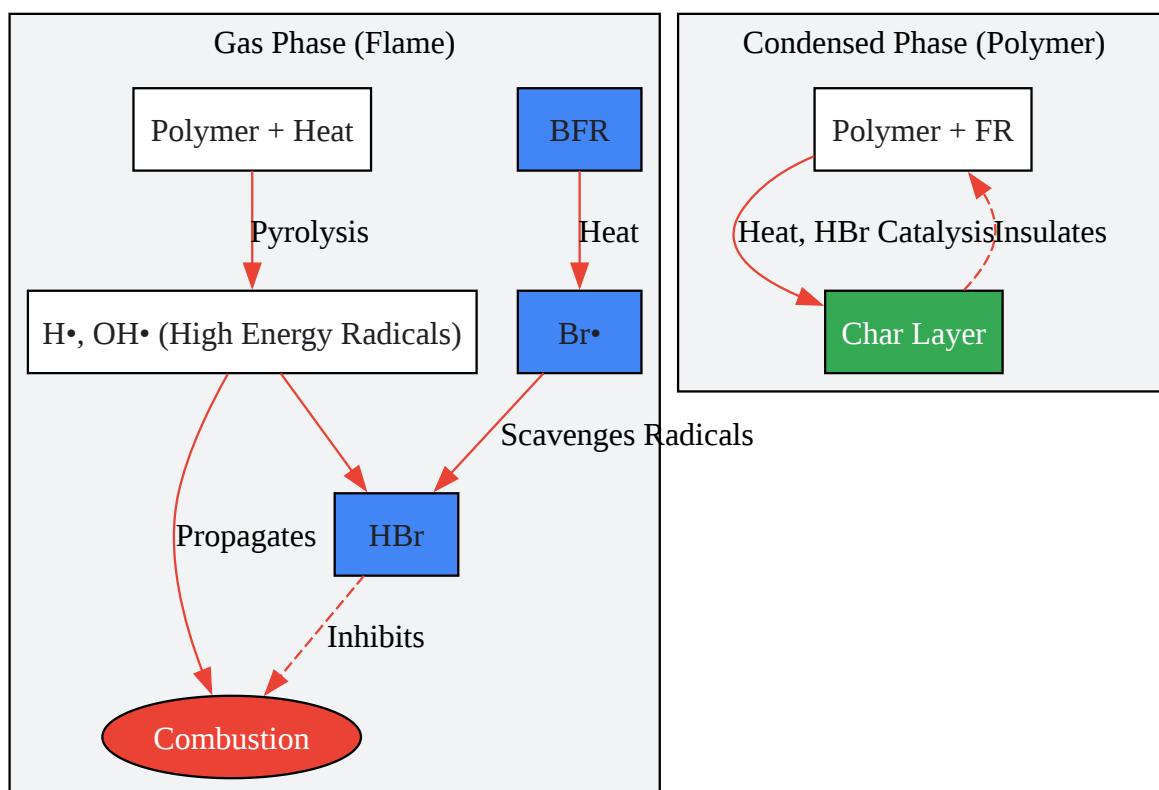 Gas Phase (Flame)
Polymer + Heat
BFR
Pyrolysis
Heat
H•, OH• (High Energy Radicals)
Br•
Scavenges Radicals
Propagates
HBr
Inhibits
Combustion
Condensed Phase (Polymer)
Polymer + FR
Heat, HBr Catalysis
Insulates
Char Layer